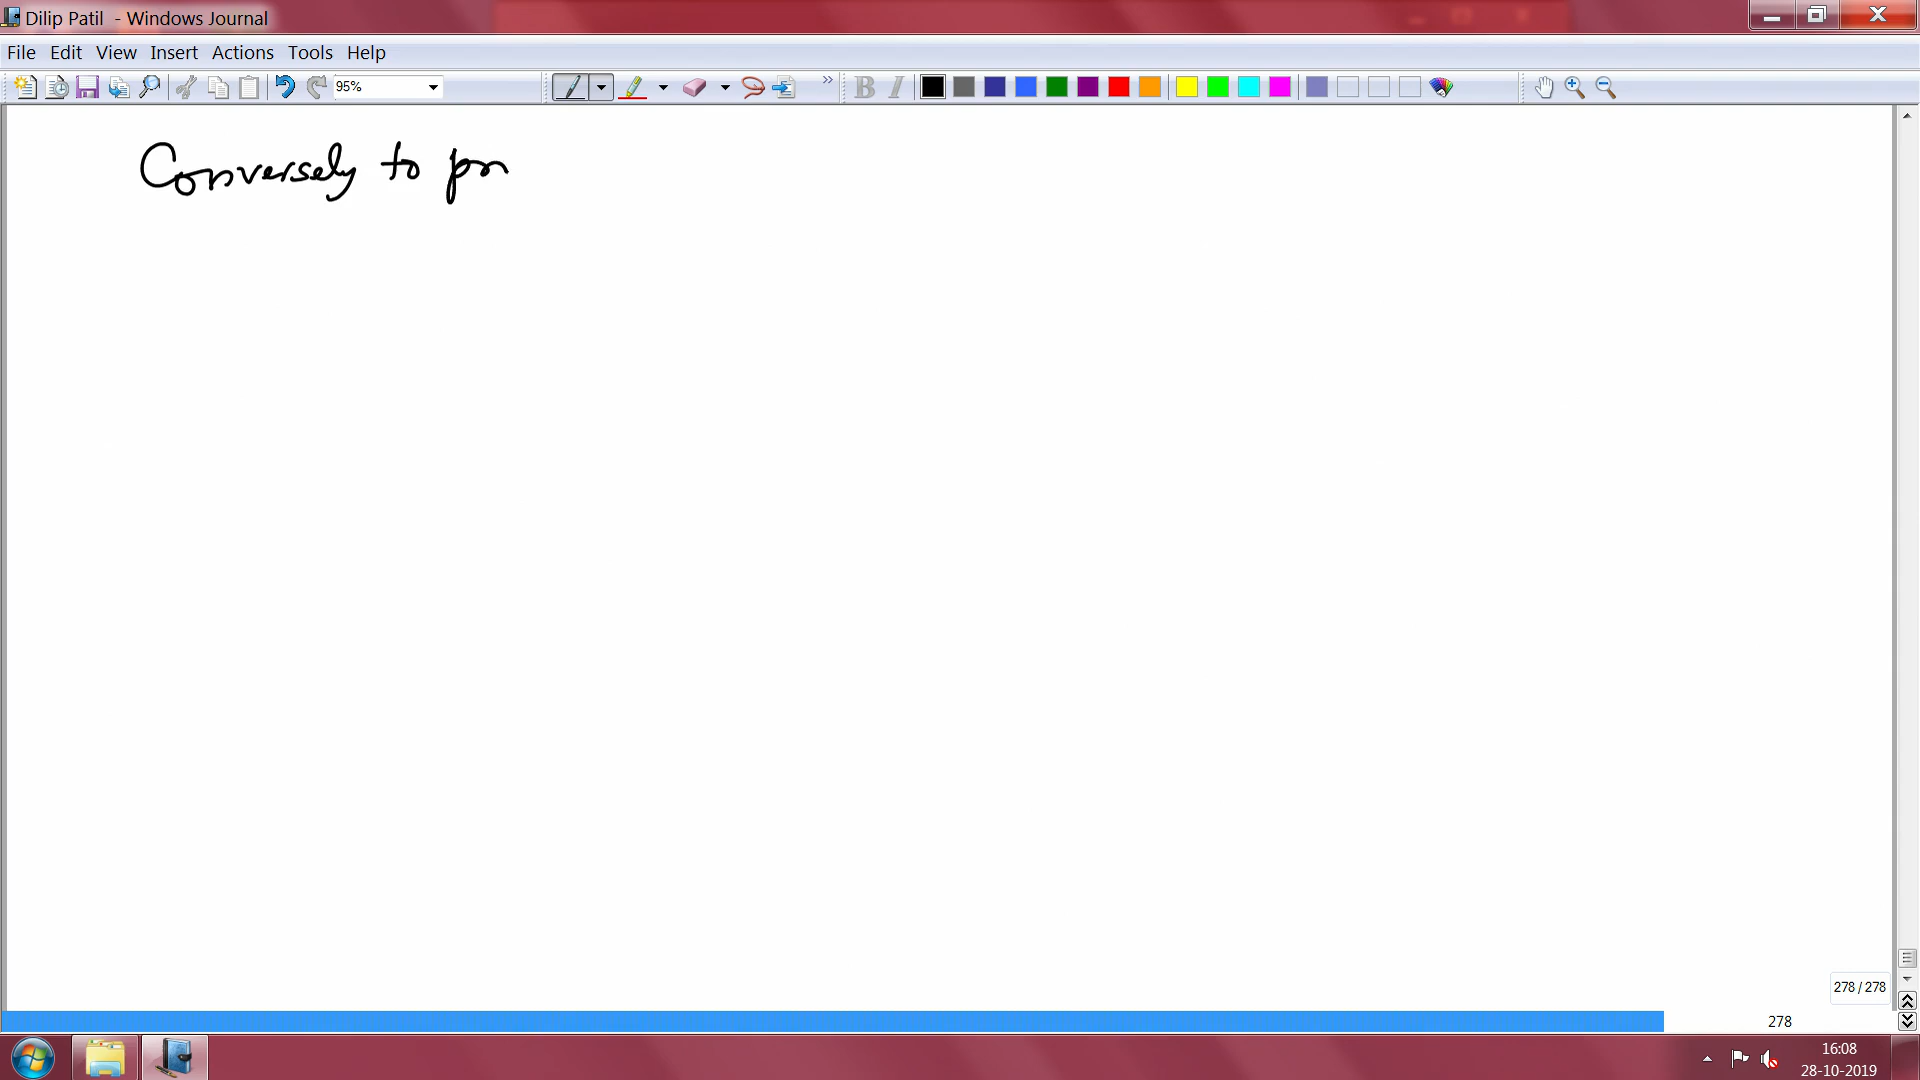 Dilip Patil - Windows Journal
File Edit View Insert Actions Tools Help
95%
B I
Conversely to pro
278 / 278
278
16:08
28-10-2019